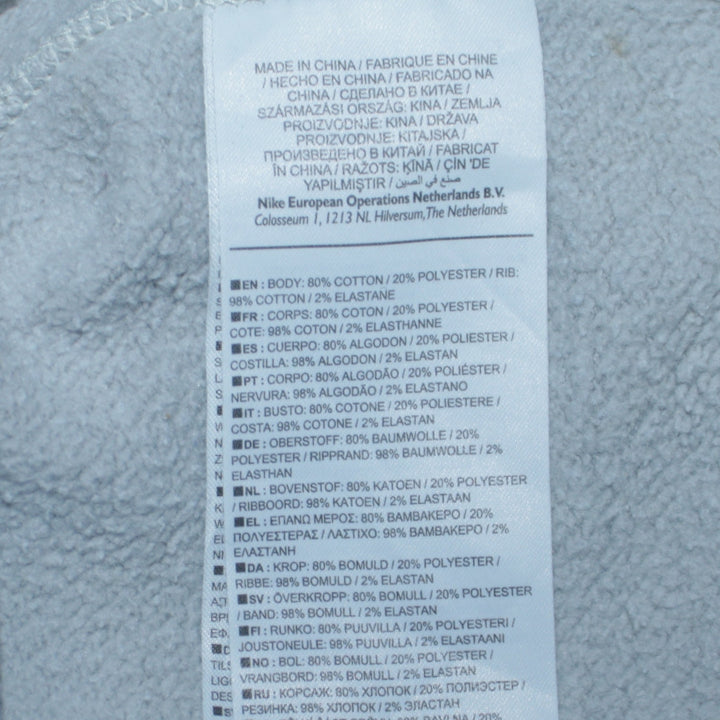 MADE IN CHINA / FABRIQUE EN CHINE
/ HECHO EN CHINA / FABRICADO NA
CHINA / СДЕЛАНО В КИТАЕ /
SZÁRMAZÁSI ORSZÁG: KINA / ZEMLJA
PROIZVODNJE: KINA / DRŽAVA
PROIZVODNJE: KITAJSKA /
ПРОИЗВЕДЕНО В КИТАЙ / FABRICAT
ÎN CHINA / RAŽOTS: ĶĪNĀ / ÇİN 'DE
YAPILMIŞTIR / صنع في الصين
Nike European Operations Netherlands B.V.
Colosseum 1, 1213 NL Hilversum, The Netherlands
EN : BODY: 80% COTTON / 20% POLYESTER / RIB:
98% COTTON / 2% ELASTANE
FR : CORPS: 80% COTON / 20% POLYESTER /
COTE: 98% COTON / 2% ELASTHANNE
ES : CUERPO: 80% ALGODON / 20% POLIESTER /
COSTILLA: 98% ALGODON / 2% ELASTAN
PT : CORPO: 80% ALGODÃO / 20% POLIÉSTER /
NERVURA: 98% ALGODÃO / 2% ELASTANO
IT : BUSTO: 80% COTONE / 20% POLIESTERE /
COSTA: 98% COTONE / 2% ELASTAN
DE : OBERSTOFF: 80% BAUMWOLLE / 20%
POLYESTER / RIPPRAND: 98% BAUMWOLLE / 2%
ELASTHAN
NL : BOVENSTOF: 80% KATOEN / 20% POLYESTER
/ RIBBOORD: 98% KATOEN / 2% ELASTAAN
EL : ΕΠΑΝΩ ΜΕΡΟΣ: 80% ΒΑΜΒΑΚΕΡΟ / 20%
ΠΟΛΥΕΣΤΕΡΑΣ / ΛΑΣΤΙΧΟ: 98% ΒΑΜΒΑΚΕΡΟ / 2%
ΕΛΑΣΤΑΝΗ
DA : KROP: 80% BOMULD / 20% POLYESTER /
RIBBE: 98% BOMULD / 2% ELASTAN
SV : ÖVERKROPP: 80% BOMULL / 20% POLYESTER
/ BAND: 98% BOMULL / 2% ELASTAN
FI : RUNKO: 80% PUUVILLA / 20% POLYESTERI /
JOUSTONEULE: 98% PUUVILLA / 2% ELASTAANI
NO : BOL: 80% BOMULL / 20% POLYESTER /
VRANGBORD: 98% BOMULL / 2% ELASTAN
RU : КОРСАЖ: 80% ХЛОПОК / 20% ПОЛИЭСТЕР /
РЕЗИНКА: 98% ХЛОПОК / 2% ЭЛАСТАН